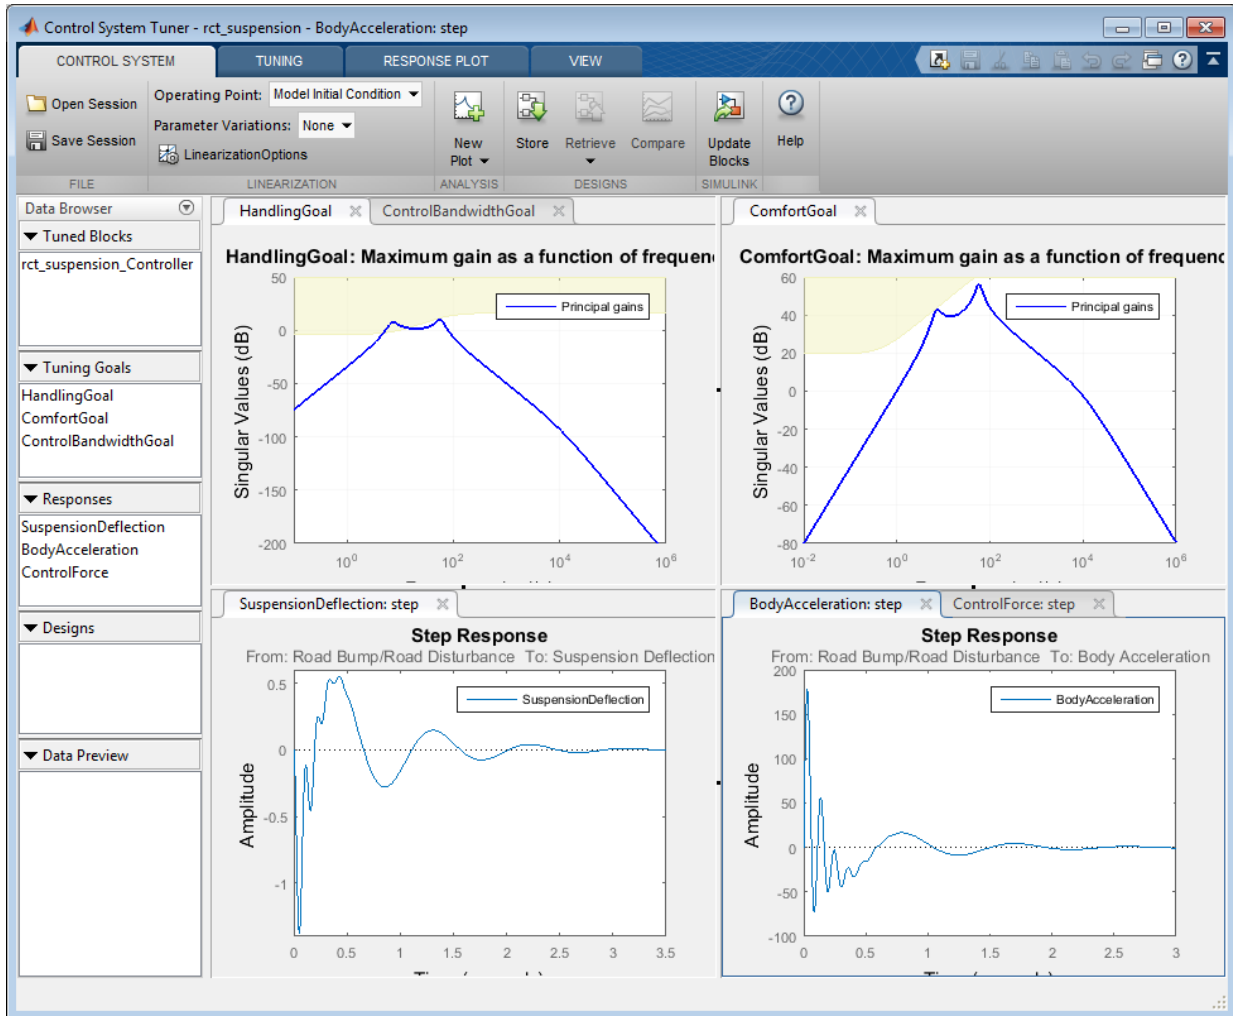 Control System Tuner - rct_suspension - BodyAcceleration: step
CONTROL SYSTEM
TUNING
RESPONSE PLOT
VIEW
Open Session
Save Session
FILE
Operating Point: Model Initial Condition
Parameter Variations: None
LinearizationOptions
LINEARIZATION
New
Plot
ANALYSIS
Store
Retrieve
Compare
DESIGNS
Update
Blocks
SIMULINK
Help
Data Browser
Tuned Blocks
rct_suspension_Controller
Tuning Goals
HandlingGoal
ComfortGoal
ControlBandwidthGoal
Responses
SuspensionDeflection
BodyAcceleration
ControlForce
Designs
Data Preview
HandlingGoal
ControlBandwidthGoal
HandlingGoal: Maximum gain as a function of frequen
Principal gains
Singular Values (dB)
50
0
-50
-100
-150
-200
10^0
10^2
10^4
10^6
ComfortGoal
ComfortGoal: Maximum gain as a function of frequenc
Principal gains
Singular Values (dB)
60
40
20
0
-20
-40
-60
-80
10^-2
10^0
10^2
10^4
10^6
SuspensionDeflection: step
Step Response
From: Road Bump/Road Disturbance To: Suspension Deflection
SuspensionDeflection
Amplitude
0.5
0
-0.5
-1
0 0.5 1 1.5 2 2.5 3 3.5
BodyAcceleration: step
ControlForce: step
Step Response
From: Road Bump/Road Disturbance To: Body Acceleration
BodyAcceleration
Amplitude
200
150
100
50
0
-50
-100
0 0.5 1 1.5 2 2.5 3